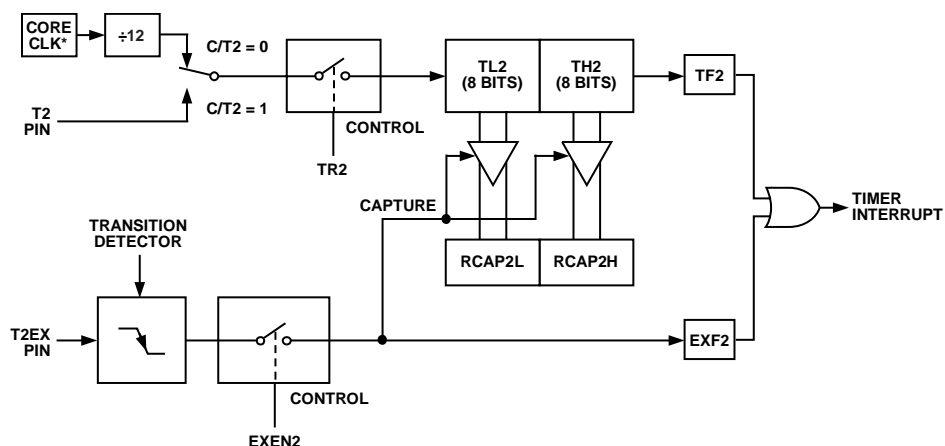 CORE
CLK*
÷12
C/T2 = 0
C/T2 = 1
T2
PIN
CONTROL
TR2
TL2
(8 BITS)
TH2
(8 BITS)
TF2
CAPTURE
TIMER
INTERRUPT
TRANSITION
DETECTOR
RCAP2L
RCAP2H
T2EX
PIN
EXF2
CONTROL
EXEN2